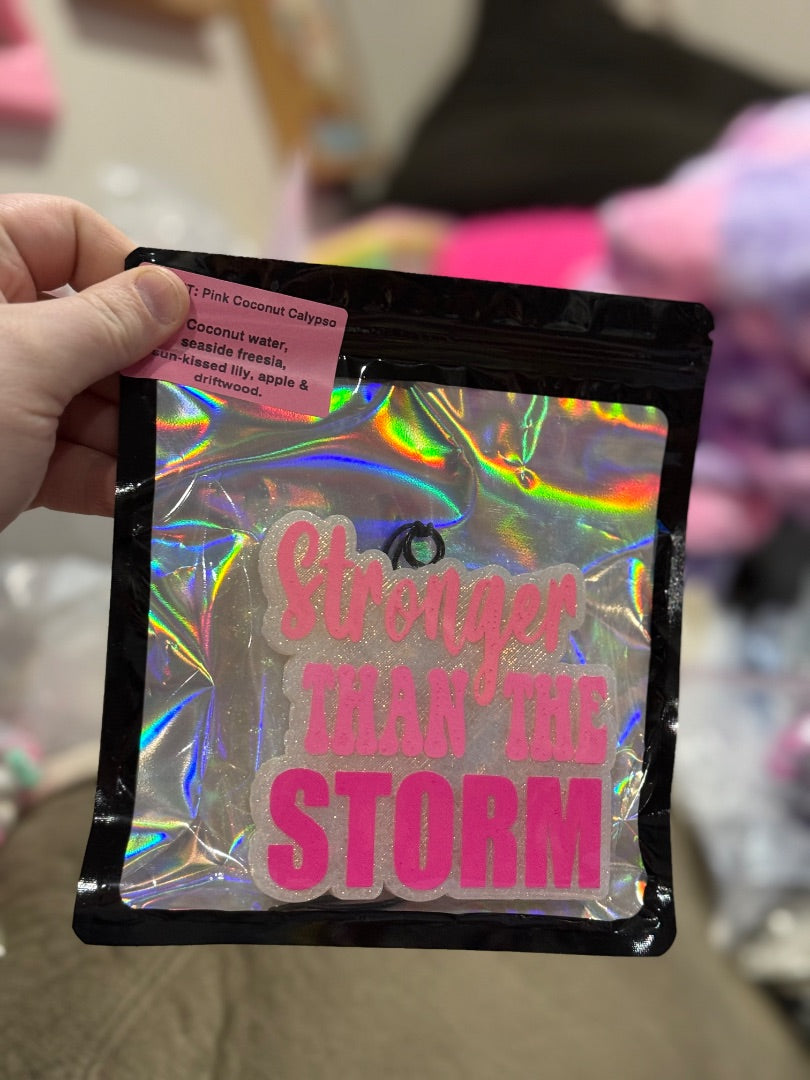 T: Pink Coconut Calypso
Coconut water,
seaside freesia,
sun-kissed lily, apple &
driftwood.
Stronger
THAN THE
STORM